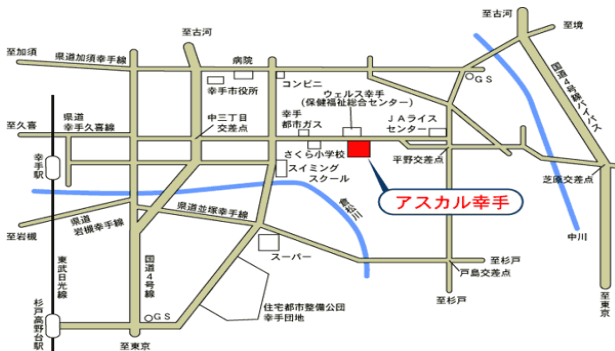 至古河
至古河
至境
至加須
県道加須幸手線
病院
コンビニ
GS
幸手市役所
国道4号線バイパス
ウェルス幸手
(保健福祉総合センター)
県道
幸手久喜線
至久喜
中三丁目
交差点
幸手
都市ガス
JAライス
センター
幸手駅
さくら小学校
平野交差点
スイミング
スクール
芝原交差点
アスカル幸手
倉松川
県道
岩槻幸手線
県道並塚幸手線
至岩槻
中川
スーパー
東武日光線
国道4号線
至杉戸
戸島交差点
住宅都市整備公団
幸手団地
至杉戸
至東京
杉戸高野台駅
GS
至東京